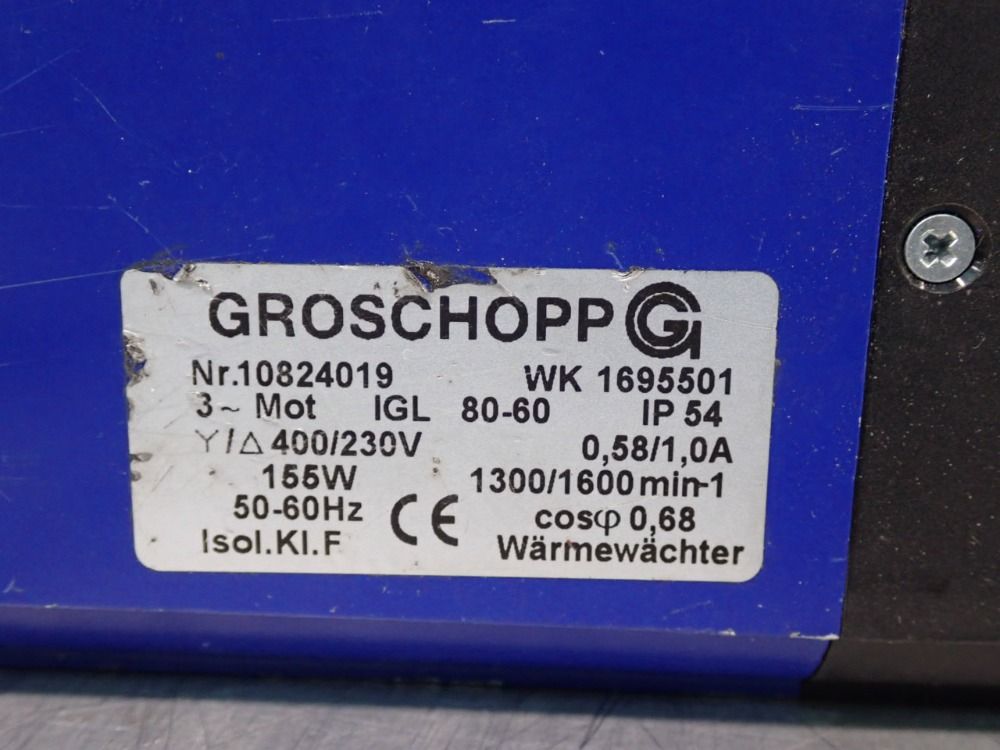 GROSCHOPP G
Nr.10824019 WK 1695501
3~ Mot IGL 80-60 IP 54
Y/△ 400/230V 0,58/1,0A
155W 1300/1600 min-1
50-60Hz CE cosφ 0,68
Isol.Kl.F Wärmewächter